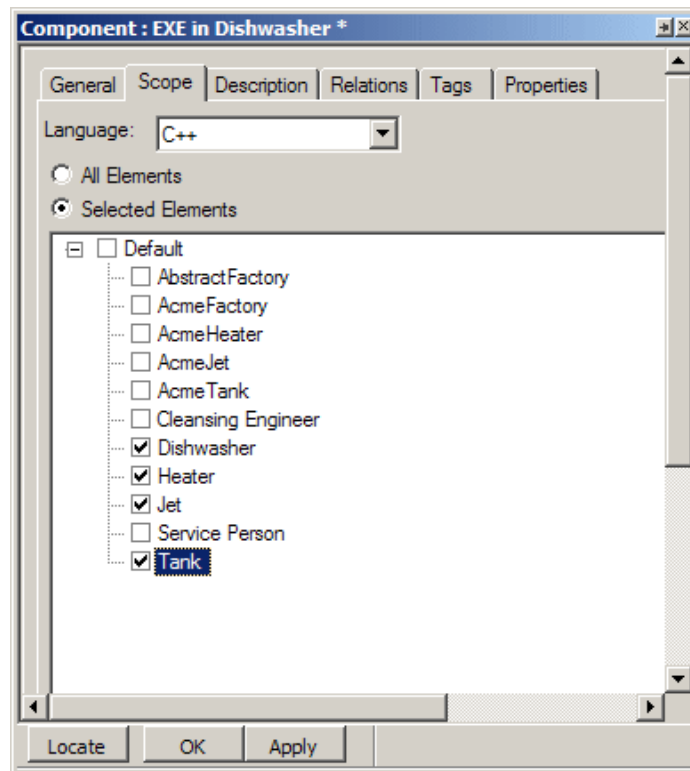 Component : EXE in Dishwasher *
General Scope Description Relations Tags Properties
Language: C++
All Elements
Selected Elements
Default
AbstractFactory
AcmeFactory
AcmeHeater
AcmeJet
AcmeTank
Cleansing Engineer
Dishwasher
Heater
Jet
Service Person
Tank
Locate OK Apply